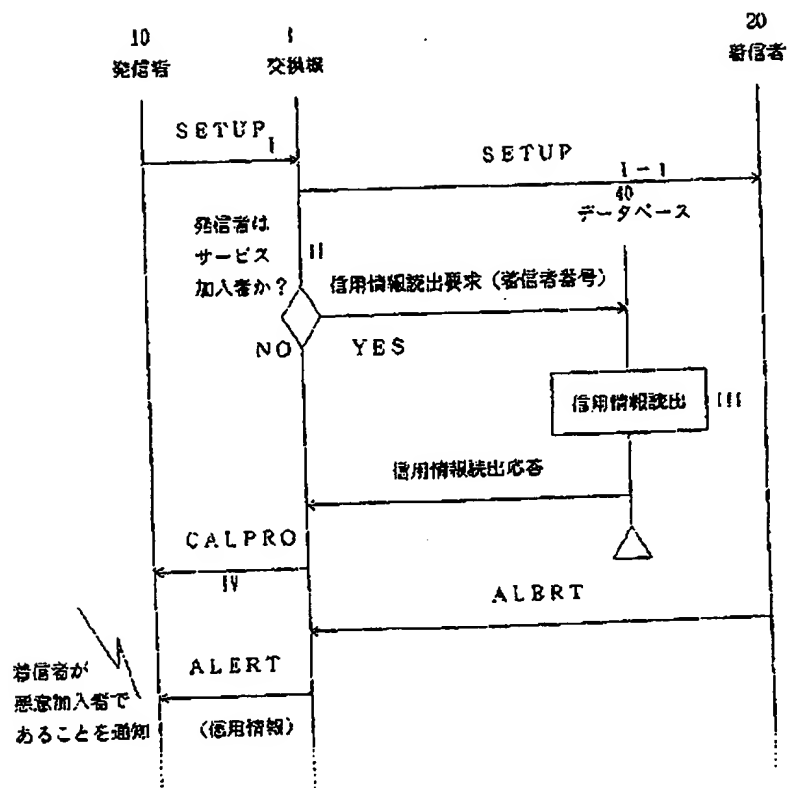 10
発信者
1
交換機
20
着信者
SETUP
I
SETUP
I-1
40
データベース
発信者は
サービス
加入者か?
II
信用情報読出要求(着信者番号)
NO
YES
信用情報読出
III
信用情報読出応答
CALPRO
IV
ALERT
ALERT
(信用情報)
着信者が
悪意加入者で
あることを通知